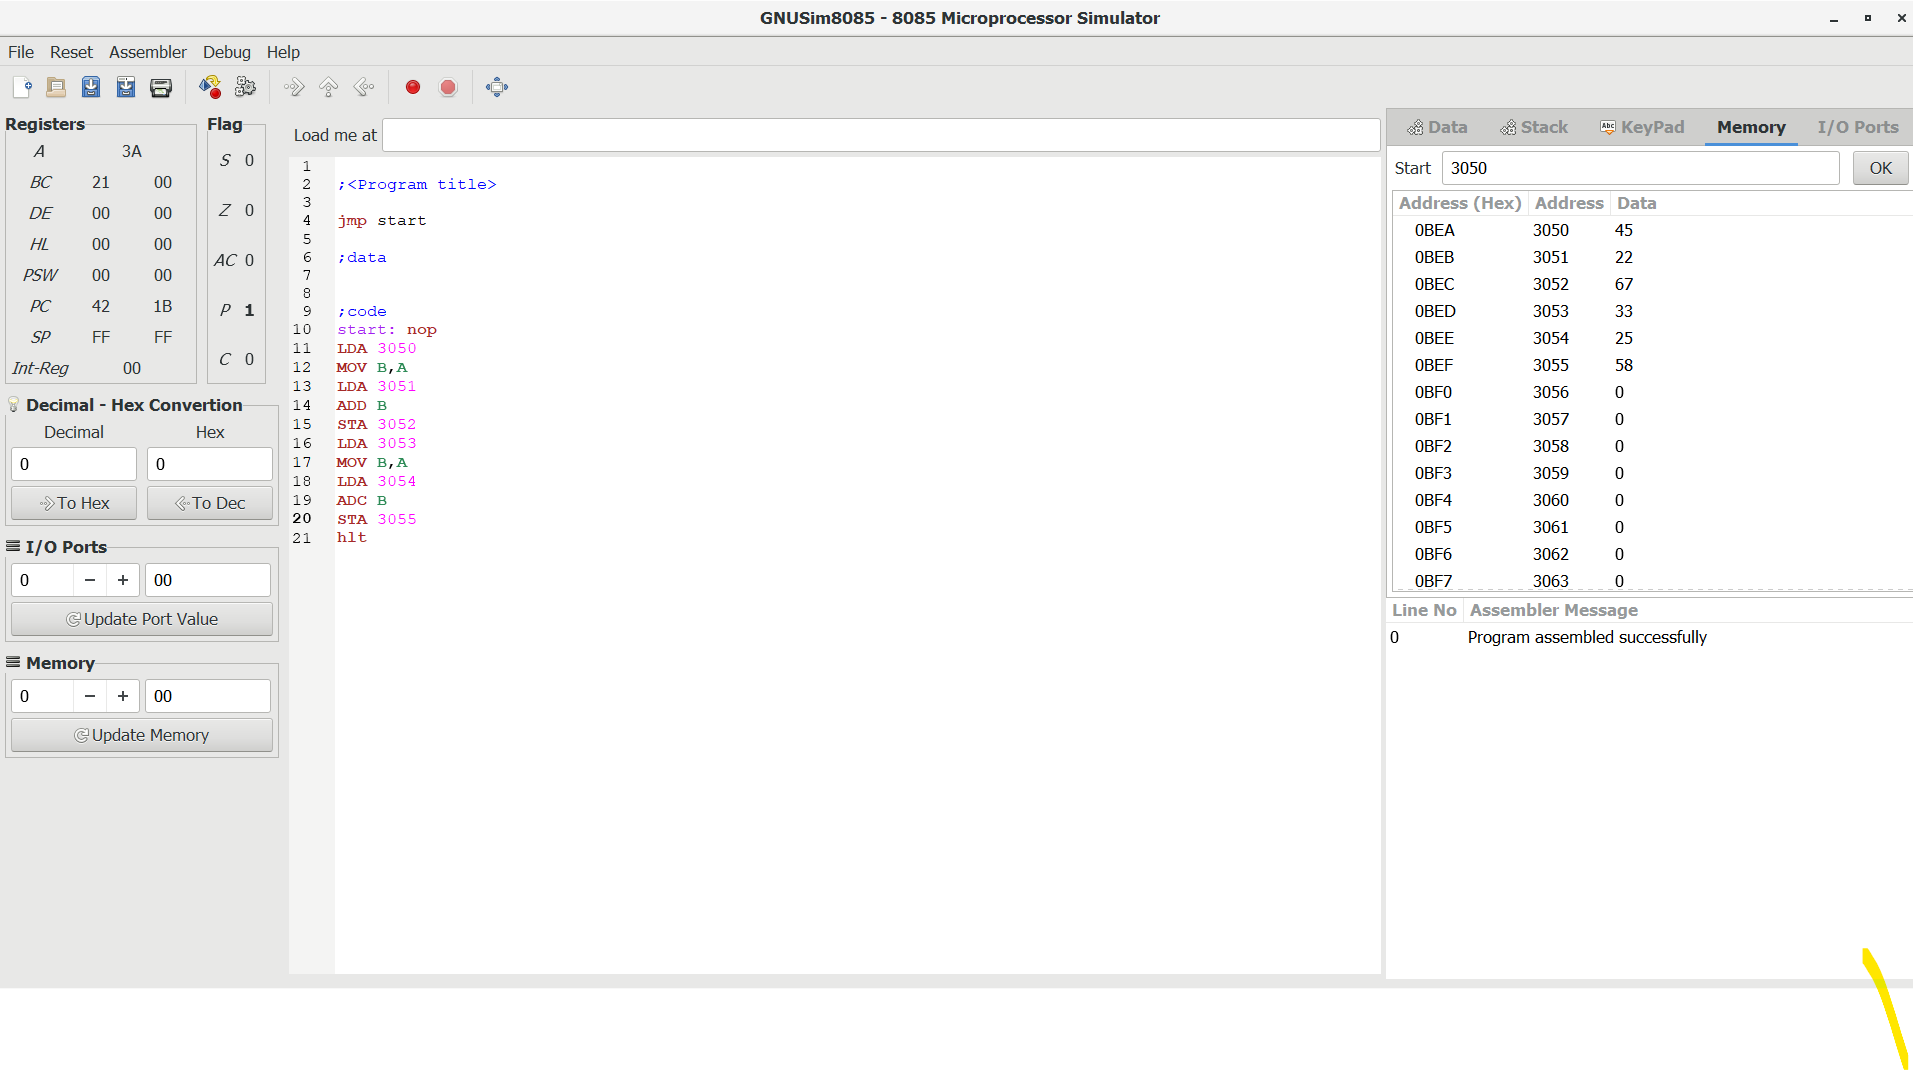 GNUSim8085 - 8085 Microprocessor Simulator
File Reset Assembler Debug Help
Registers
A 3A
BC 21 00
DE 00 00
HL 00 00
PSW 00 00
PC 42 1B
SP FF FF
Int-Reg 00
Flag
S 0
Z 0
AC 0
P 1
C 0
Decimal - Hex Convertion
Decimal Hex
0 0
To Hex To Dec
I/O Ports
0 − + 00
Update Port Value
Memory
0 − + 00
Update Memory
Load me at
1
2 ;<Program title>
3
4 jmp start
5
6 ;data
7
8
9 ;code
10 start: nop
11 LDA 3050
12 MOV B,A
13 LDA 3051
14 ADD B
15 STA 3052
16 LDA 3053
17 MOV B,A
18 LDA 3054
19 ADC B
20 STA 3055
21 hlt
Data Stack Abc KeyPad Memory I/O Ports
Start 3050 OK
Address (Hex) Address Data
0BEA 3050 45
0BEB 3051 22
0BEC 3052 67
0BED 3053 33
0BEE 3054 25
0BEF 3055 58
0BF0 3056 0
0BF1 3057 0
0BF2 3058 0
0BF3 3059 0
0BF4 3060 0
0BF5 3061 0
0BF6 3062 0
0BF7 3063 0
Line No Assembler Message
0 Program assembled successfully